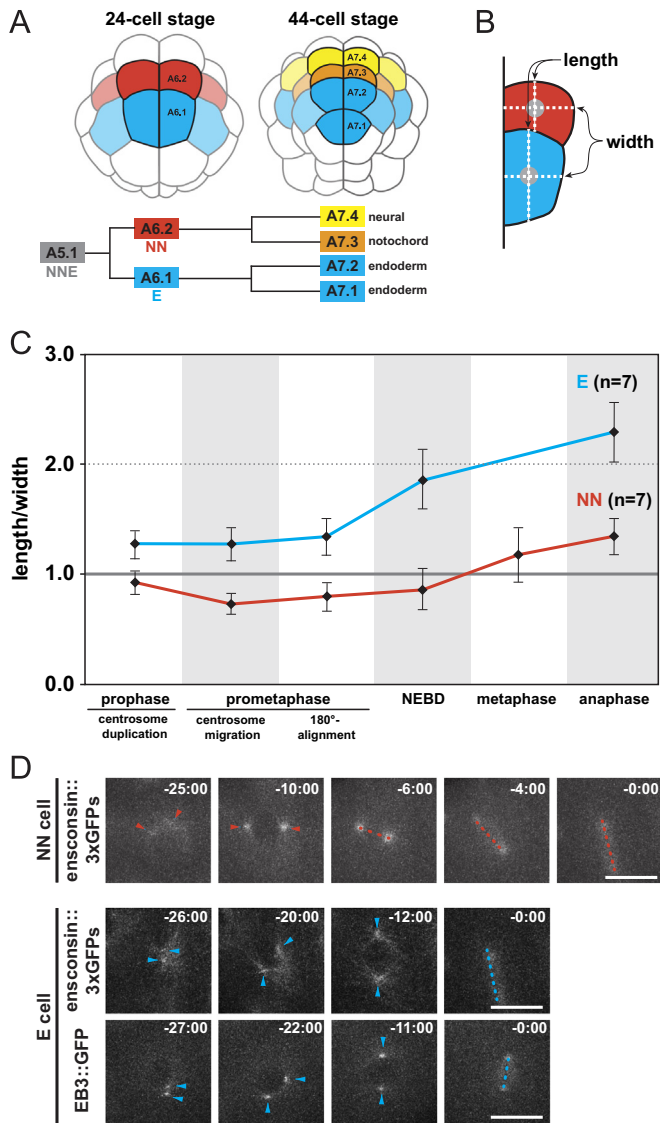 A
24-cell stage
44-cell stage
A6.2
A6.1
A7.4
A7.3
A7.2
A7.1
A5.1
NNE
A6.2
NN
A6.1
E
A7.4 neural
A7.3 notochord
A7.2 endoderm
A7.1 endoderm
B
length
width
C
3.0
2.0
1.0
0
length/width
E (n=7)
NN (n=7)
prophase
prometaphase
NEBD
metaphase
anaphase
centrosome
duplication
centrosome
migration
180°-
alignment
D
NN cell
ensconsin::
3xGFPs
-25:00
-10:00
-6:00
-4:00
-0:00
E cell
ensconsin::
3xGFPs
-26:00
-20:00
-12:00
-0:00
EB3::GFP
-27:00
-22:00
-11:00
-0:00